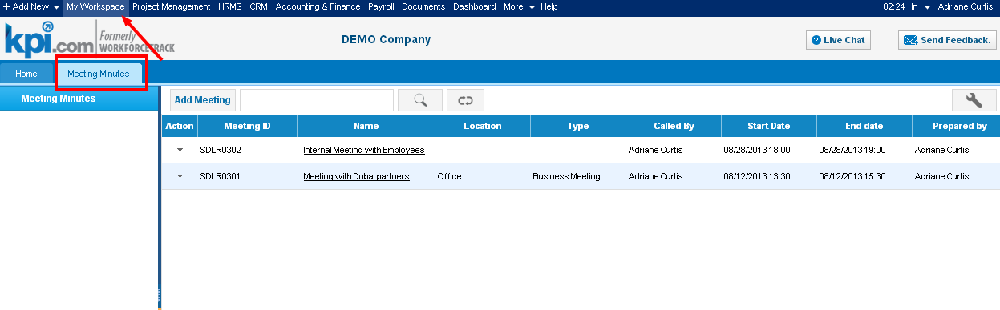 + Add New My Workspace Project Management HRMS CRM Accounting & Finance Payroll Documents Dashboard More Help 02:24 In Adriane Curtis
kpi.com Formerly WORKFORCETRACK
DEMO Company
Live Chat Send Feedback.
Home Meeting Minutes
Meeting Minutes
Add Meeting
Action Meeting ID Name Location Type Called By Start Date End date Prepared by
SDLR0302 Internal Meeting with Employees Adriane Curtis 08/28/2013 18:00 08/28/2013 19:00 Adriane Curtis
SDLR0301 Meeting with Dubai partners Office Business Meeting Adriane Curtis 08/12/2013 13:30 08/12/2013 15:30 Adriane Curtis